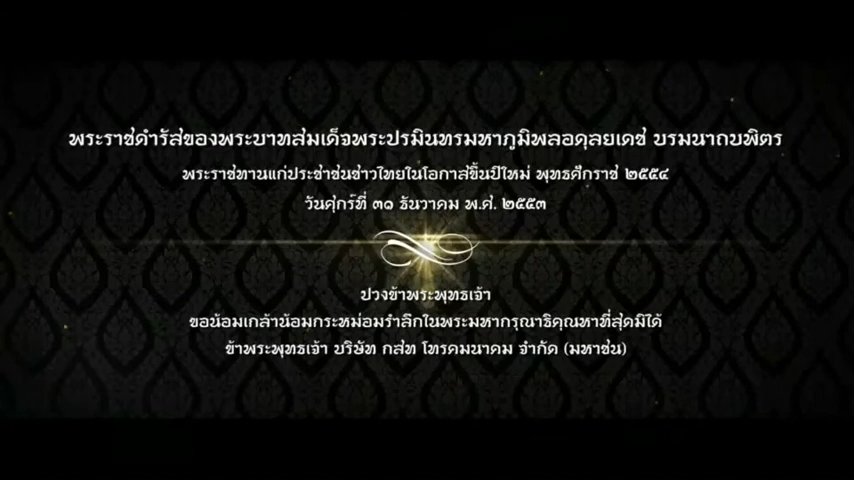 พระราชดำรัสของพระบาทสมเด็จพระปรมินทรมหาภูมิพลอดุลยเดช บรมนาถบพิตร
พระราชทานแก่ประชาชนชาวไทยในโอกาสขึ้นปีใหม่ พุทธศักราช ๒๕๕๔
วันศุกร์ที่ ๓๑ ธันวาคม พ.ศ. ๒๕๕๓
ปวงข้าพระพุทธเจ้า
ขอน้อมเกล้าน้อมกระหม่อมรำลึกในพระมหากรุณาธิคุณหาที่สุดมิได้
ข้าพระพุทธเจ้า บริษัท กสท โทรคมนาคม จำกัด (มหาชน)